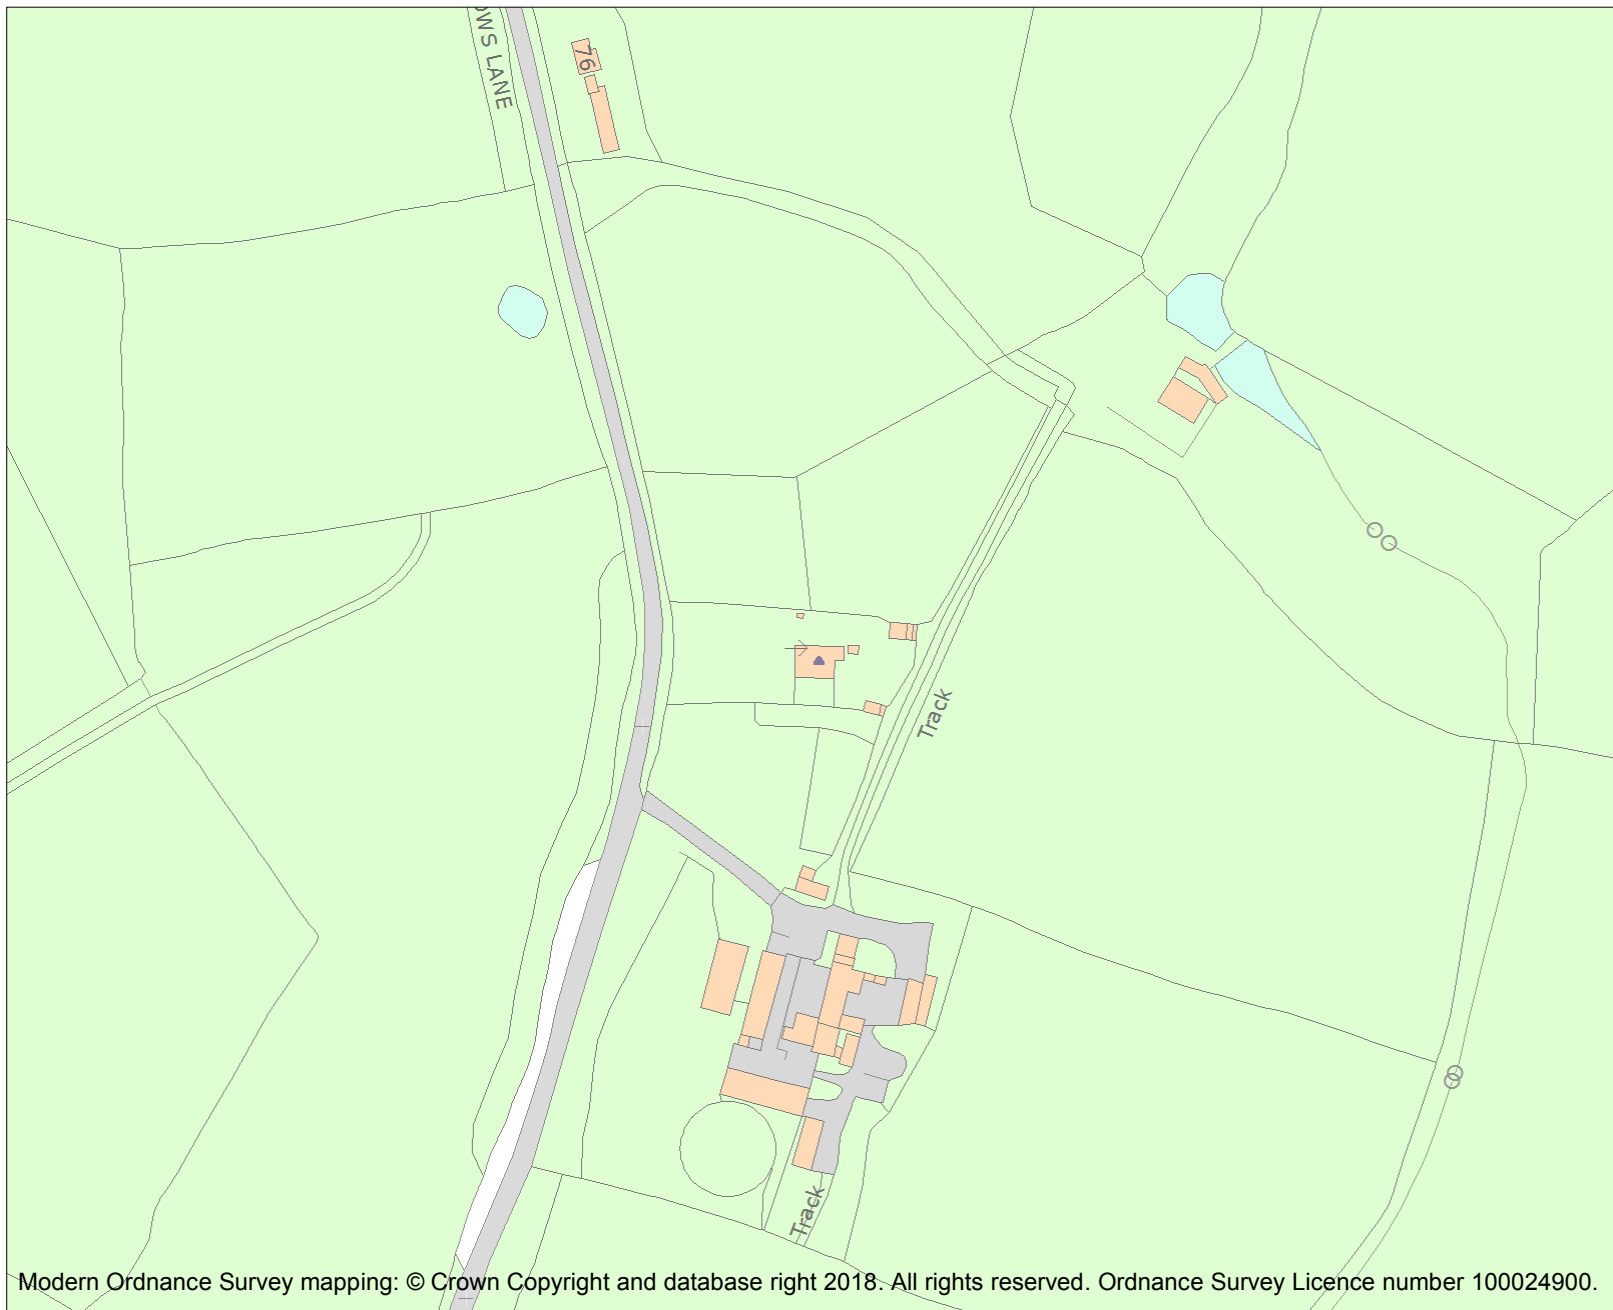 OWS LANE
76
Track
Track
Modern Ordnance Survey mapping: © Crown Copyright and database right 2018. All rights reserved. Ordnance Survey Licence number 100024900.